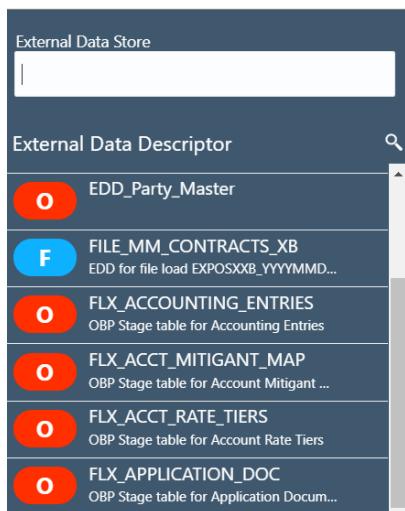 External Data Store
External Data Descriptor
O
EDD_Party_Master
F
FILE_MM_CONTRACTS_XB
EDD for file load EXPOSXXB_YYYYMMD...
O
FLX_ACCOUNTING_ENTRIES
OBP Stage table for Accounting Entries
O
FLX_ACCT_MITIGANT_MAP
OBP Stage table for Account Mitigant ...
O
FLX_ACCT_RATE_TIERS
OBP Stage table for Account Rate Tiers
O
FLX_APPLICATION_DOC
OBP Stage table for Application Docum...